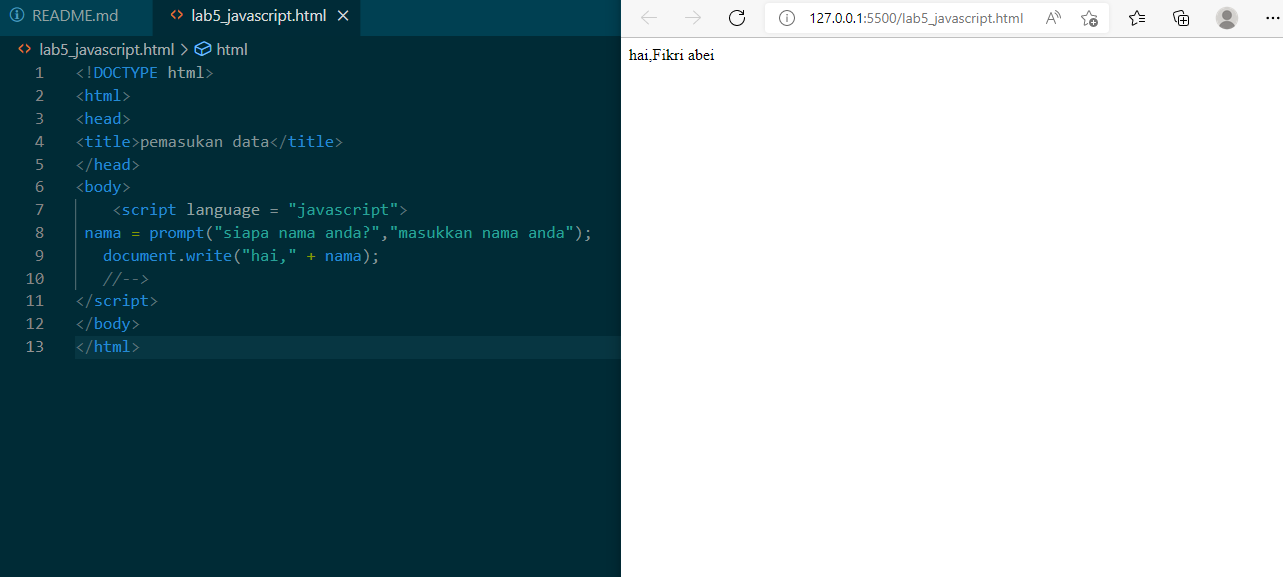 README.md lab5_javascript.html
lab5_javascript.html html
1 <!DOCTYPE html>
2 <html>
3 <head>
4 <title>pemasukan data</title>
5 </head>
6 <body>
7 <script language = "javascript">
8 nama = prompt("siapa nama anda?","masukkan nama anda");
9 document.write("hai," + nama);
10 //-->
11 </script>
12 </body>
13 </html>
127.0.0.1:5500/lab5_javascript.html
hai,Fikri abei